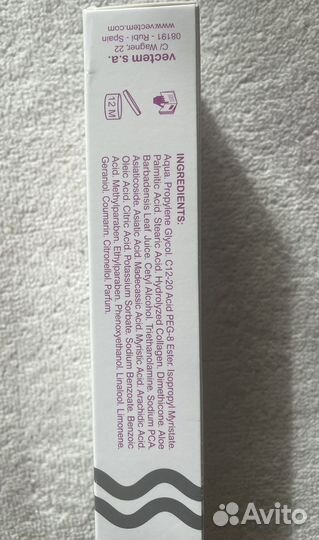 vectem s.a.
C/ Wagner, 22
08191 - Rubí - Spain
www.vectem.com
12 M
INGREDIENTS:
Aqua, Propylene Glycol, C12-20 Acid PEG-8 Ester, Isopropyl Myristate,
Palmitic Acid, Stearic Acid, Hydrolyzed Collagen, Dimethicone, Aloe
Barbadensis Leaf Juice, Cetyl Alcohol, Triethanolamine, Sodium PCA,
Asiaticoside, Asiatic Acid, Madecassic Acid, Myristic Acid, Arachidic Acid,
Oleic Acid, Citric Acid, Potassium Sorbate, Sodium Benzoate, Benzoic
Acid, Methylparaben, Ethylparaben, Phenoxyethanol, Linalool, Limonene,
Geraniol, Coumarin, Citronellol, Parfum.
Avito